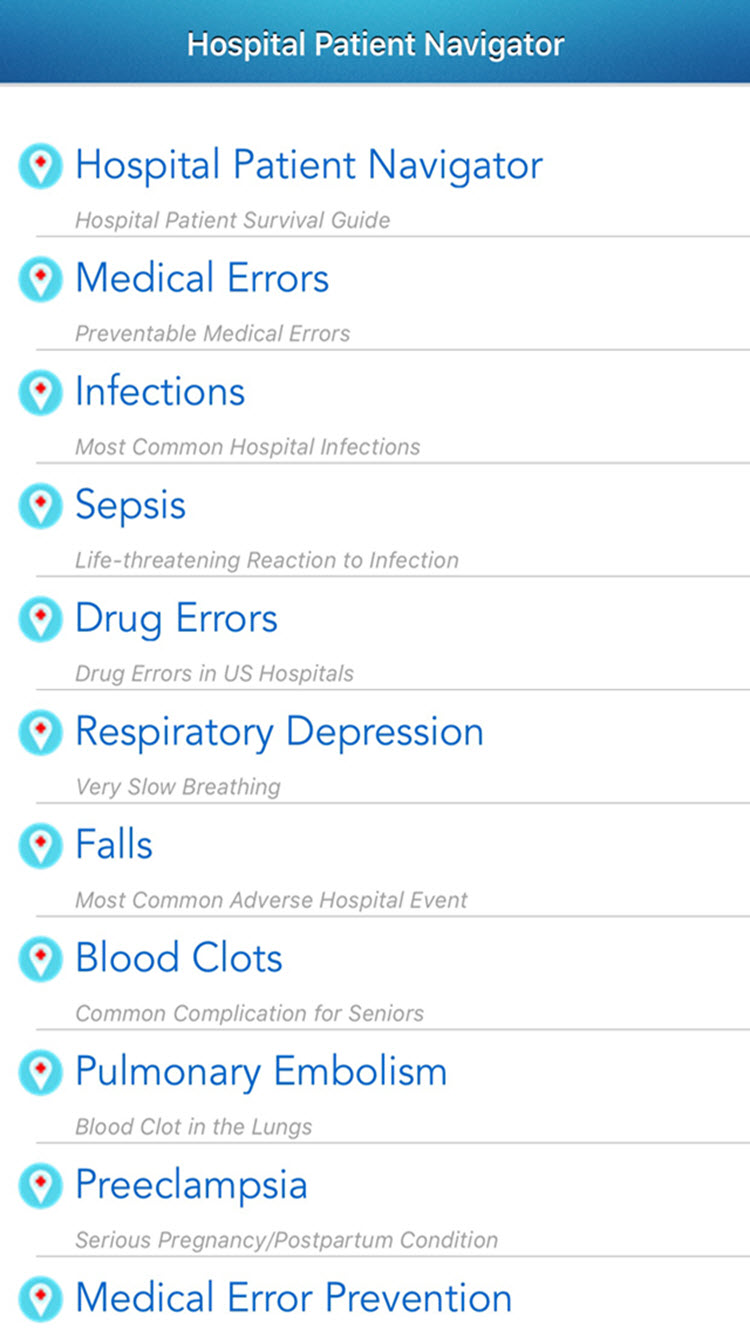 Hospital Patient Navigator
Hospital Patient Navigator
Hospital Patient Survival Guide
Medical Errors
Preventable Medical Errors
Infections
Most Common Hospital Infections
Sepsis
Life-threatening Reaction to Infection
Drug Errors
Drug Errors in US Hospitals
Respiratory Depression
Very Slow Breathing
Falls
Most Common Adverse Hospital Event
Blood Clots
Common Complication for Seniors
Pulmonary Embolism
Blood Clot in the Lungs
Preeclampsia
Serious Pregnancy/Postpartum Condition
Medical Error Prevention